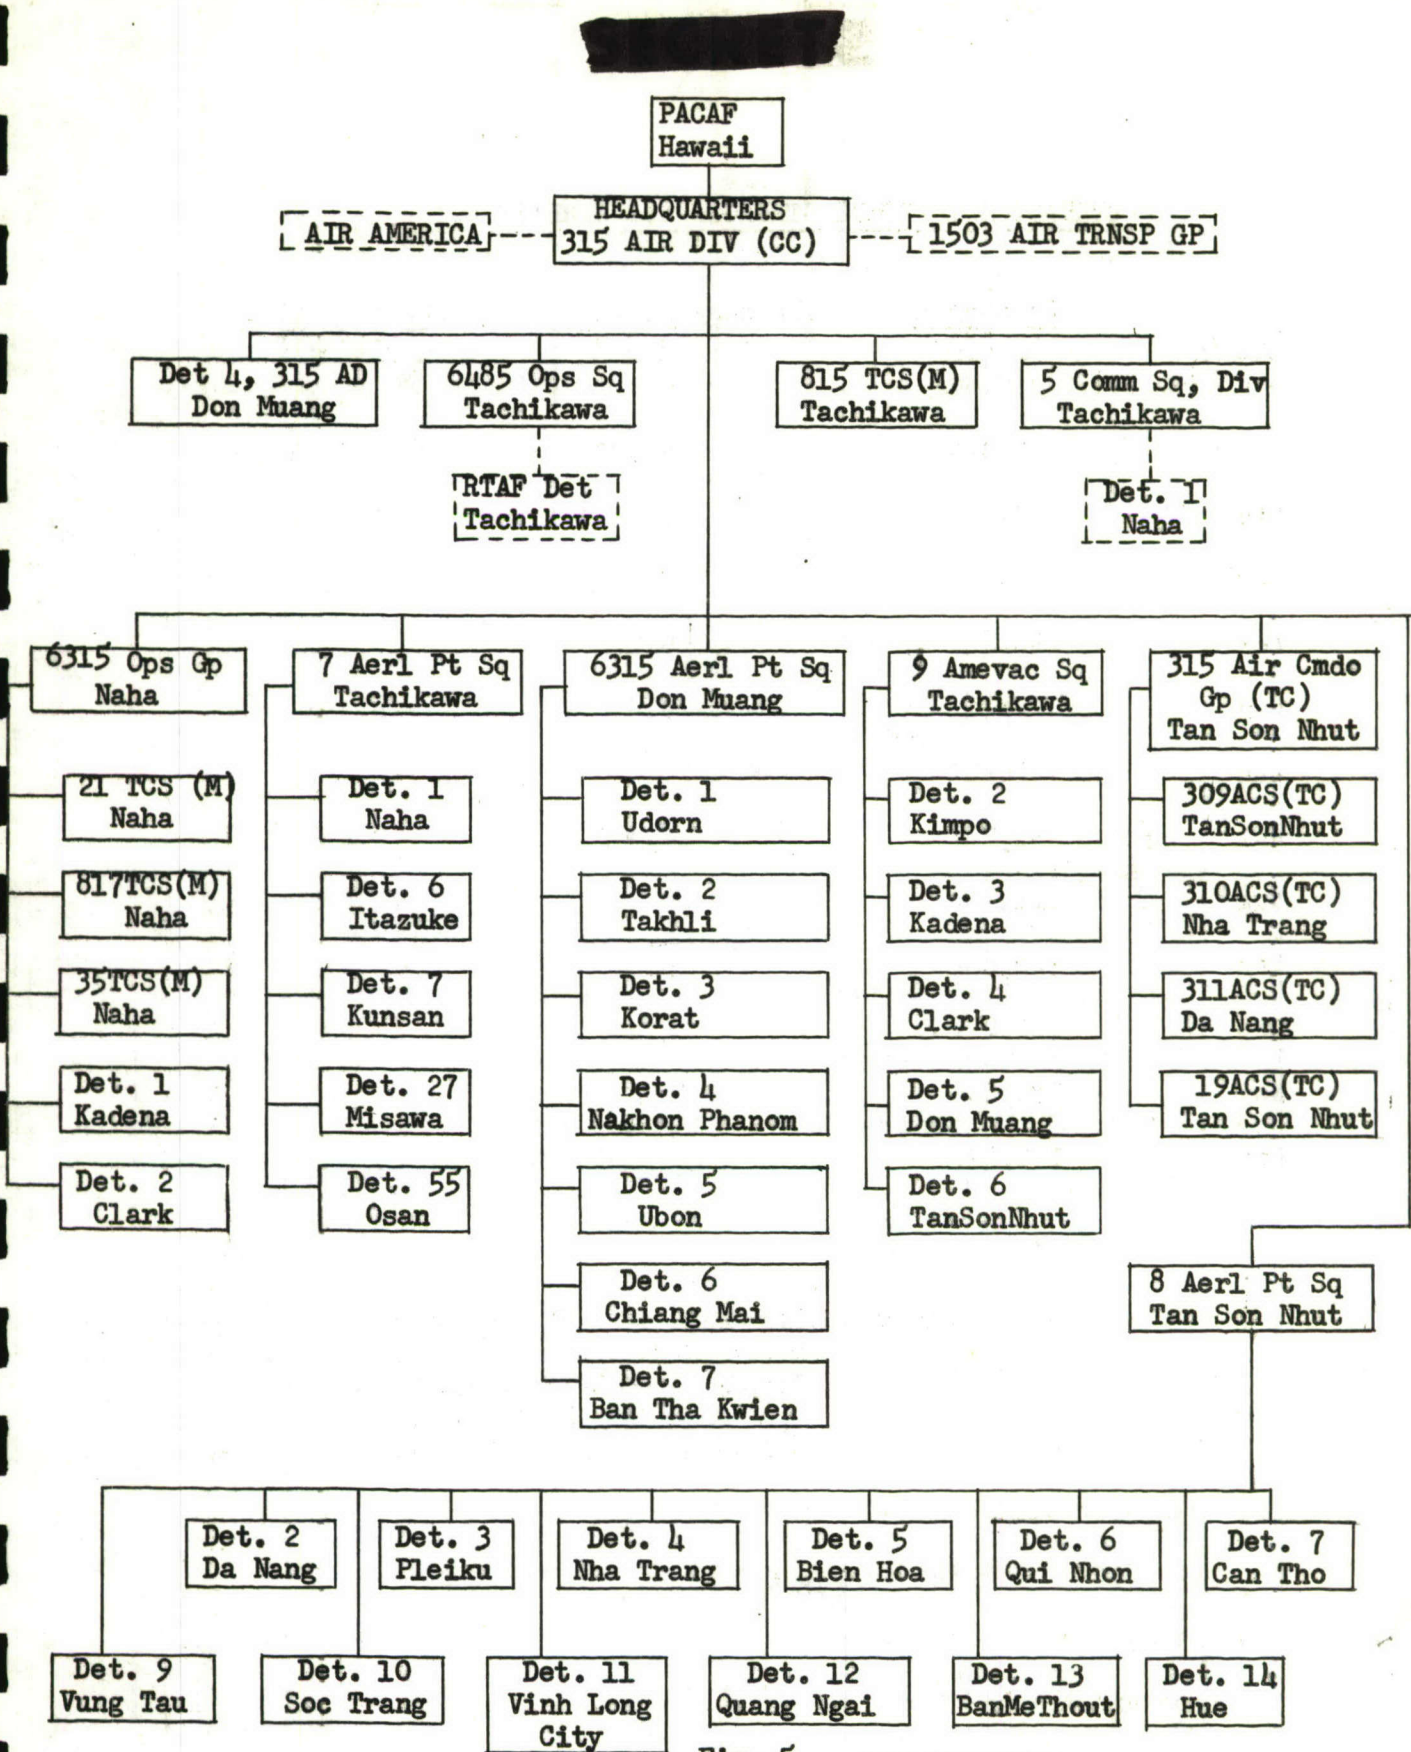 PACAF
Hawaii
AIR AMERICA
HEADQUARTERS
315 AIR DIV (CC)
1503 AIR TRNSP GP
Det 4, 315 AD
Don Muang
6485 Ops Sq
Tachikawa
815 TCS(M)
Tachikawa
5 Comm Sq, Div
Tachikawa
RTAF Det
Tachikawa
Det. 1
Naha
6315 Ops Gp
Naha
7 Aerl Pt Sq
Tachikawa
6315 Aerl Pt Sq
Don Muang
9 Amevac Sq
Tachikawa
315 Air Cmdo
Gp (TC)
Tan Son Nhut
21 TCS (M)
Naha
Det. 1
Naha
Det. 1
Udorn
Det. 2
Kimpo
309ACS(TC)
TanSonNhut
817TCS(M)
Naha
Det. 6
Itazuke
Det. 2
Takhli
Det. 3
Kadena
310ACS(TC)
Nha Trang
35TCS(M)
Naha
Det. 7
Kunsan
Det. 3
Korat
Det. 4
Clark
311ACS(TC)
Da Nang
Det. 1
Kadena
Det. 27
Misawa
Det. 4
Nakhon Phanom
Det. 5
Don Muang
19ACS(TC)
Tan Son Nhut
Det. 2
Clark
Det. 55
Osan
Det. 5
Ubon
Det. 6
TanSonNhut
Det. 6
Chiang Mai
8 Aerl Pt Sq
Tan Son Nhut
Det. 7
Ban Tha Kwien
Det. 2
Da Nang
Det. 3
Pleiku
Det. 4
Nha Trang
Det. 5
Bien Hoa
Det. 6
Qui Nhon
Det. 7
Can Tho
Det. 9
Vung Tau
Det. 10
Soc Trang
Det. 11
Vinh Long
City
Det. 12
Quang Ngai
Det. 13
BanMeThout
Det. 14
Hue